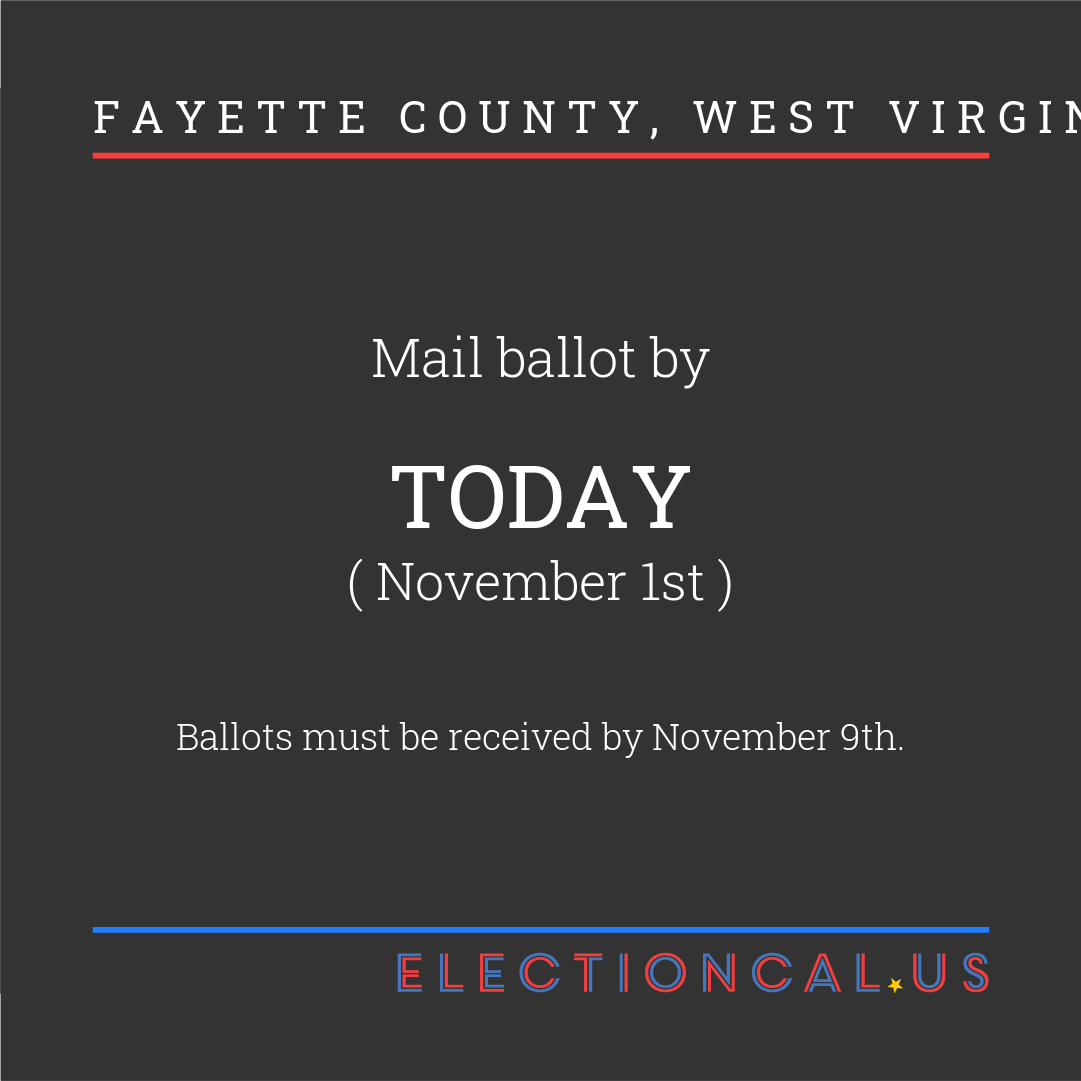 FAYETTE COUNTY, WEST VIRGIN
Mail ballot by
TODAY
( November 1st )
Ballots must be received by November 9th.
ELECTIONCAL.US